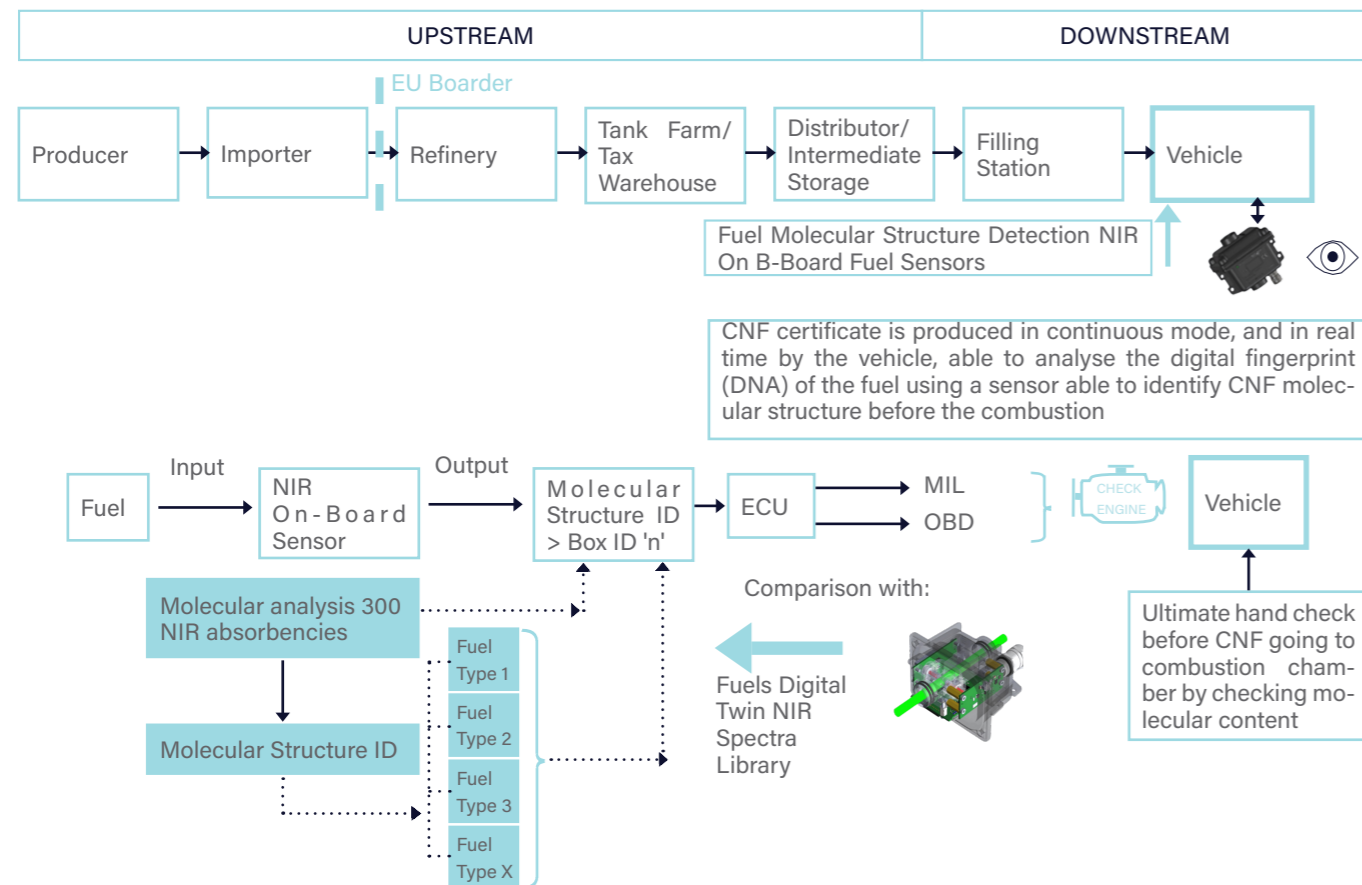 UPSTREAM
DOWNSTREAM
EU Boarder
Producer
Importer
Refinery
Tank Farm/
Tax
Warehouse
Distributor/
Intermediate
Storage
Filling
Station
Vehicle
Fuel Molecular Structure Detection NIR
On B-Board Fuel Sensors
CNF certificate is produced in continuous mode, and in real
time by the vehicle, able to analyse the digital fingerprint
(DNA) of the fuel using a sensor able to identify CNF molec-
ular structure before the combustion
Fuel
Input
NIR
On-Board
Sensor
Output
Molecular
Structure ID
> Box ID 'n'
ECU
MIL
OBD
CHECK
ENGINE
Vehicle
Molecular analysis 300
NIR absorbencies
Molecular Structure ID
Fuel
Type 1
Fuel
Type 2
Fuel
Type 3
Fuel
Type X
Comparison with:
Fuels Digital
Twin NIR
Spectra
Library
Ultimate hand check
before CNF going to
combustion cham-
ber by checking mo-
lecular content